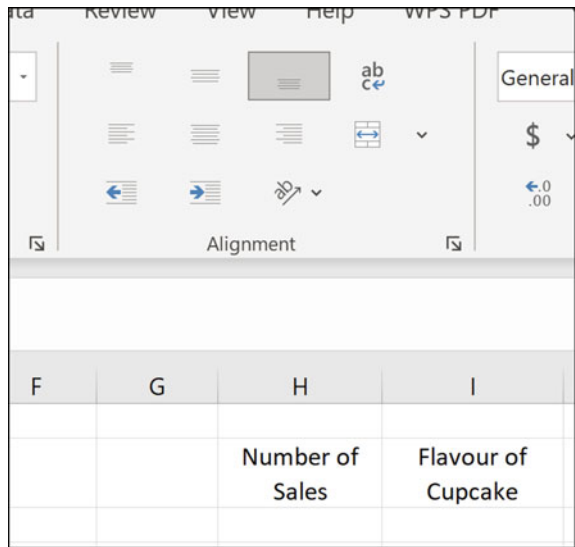 Review View Help WPS PDF
ab
c
General
$
.0
.00
Alignment
F G H I
Number of Flavour of
Sales Cupcake